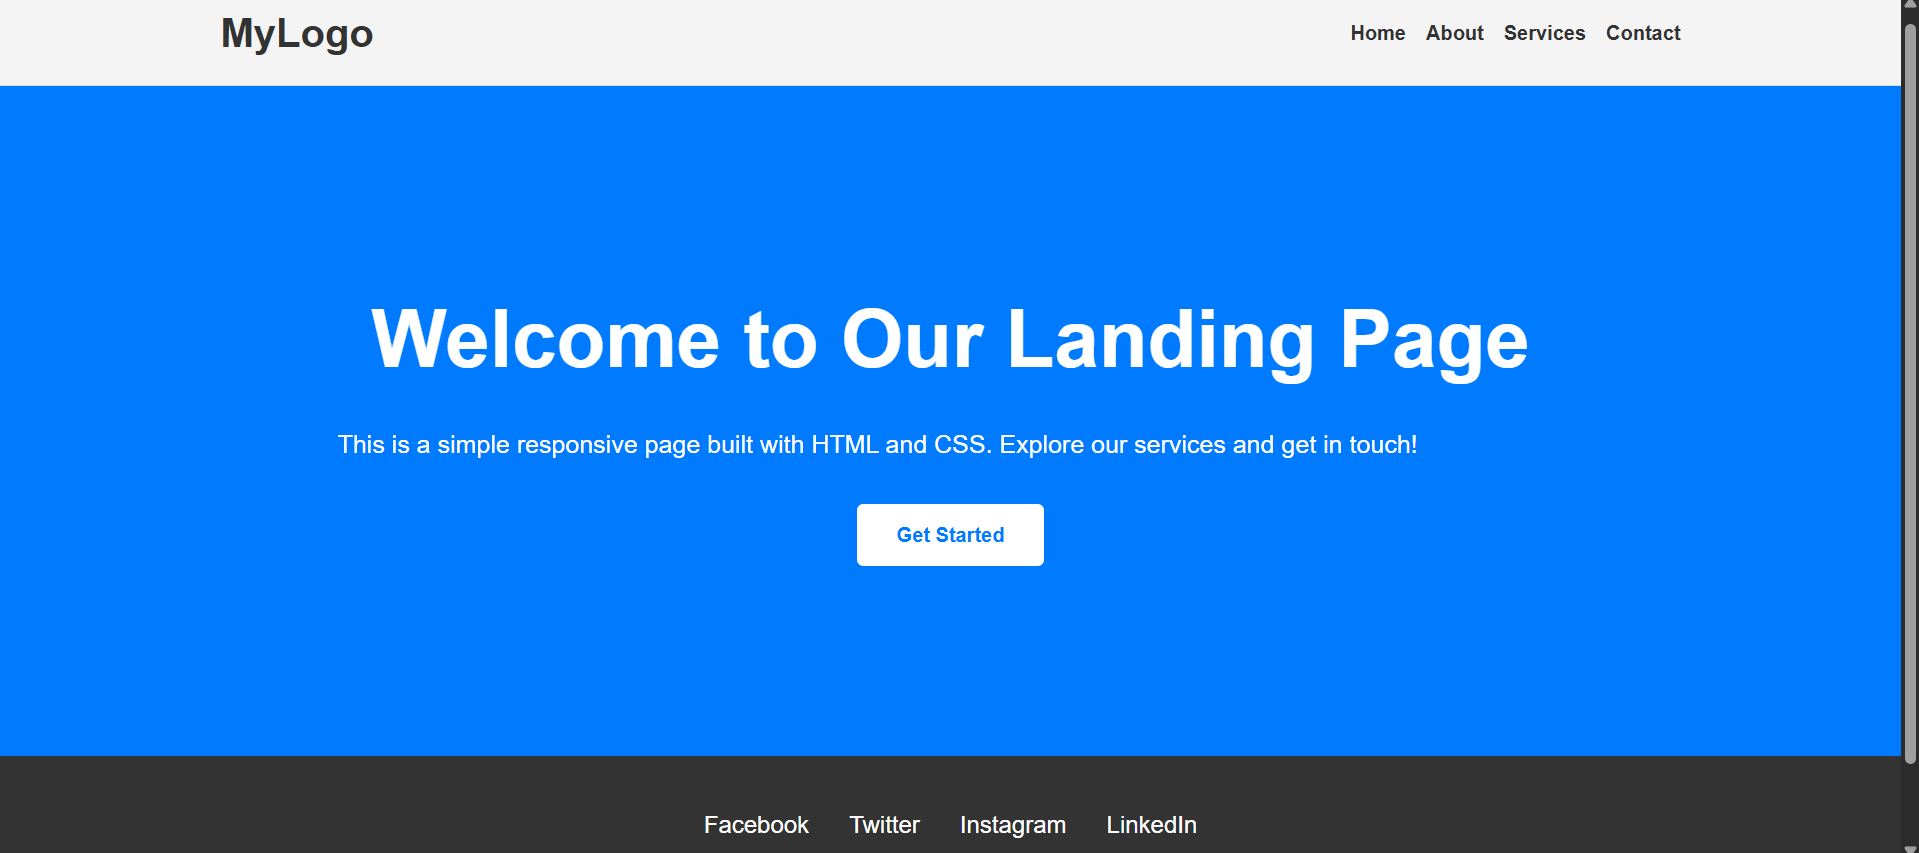 MyLogo
Home About Services Contact
Welcome to Our Landing Page
This is a simple responsive page built with HTML and CSS. Explore our services and get in touch!
Get Started
Facebook Twitter Instagram LinkedIn